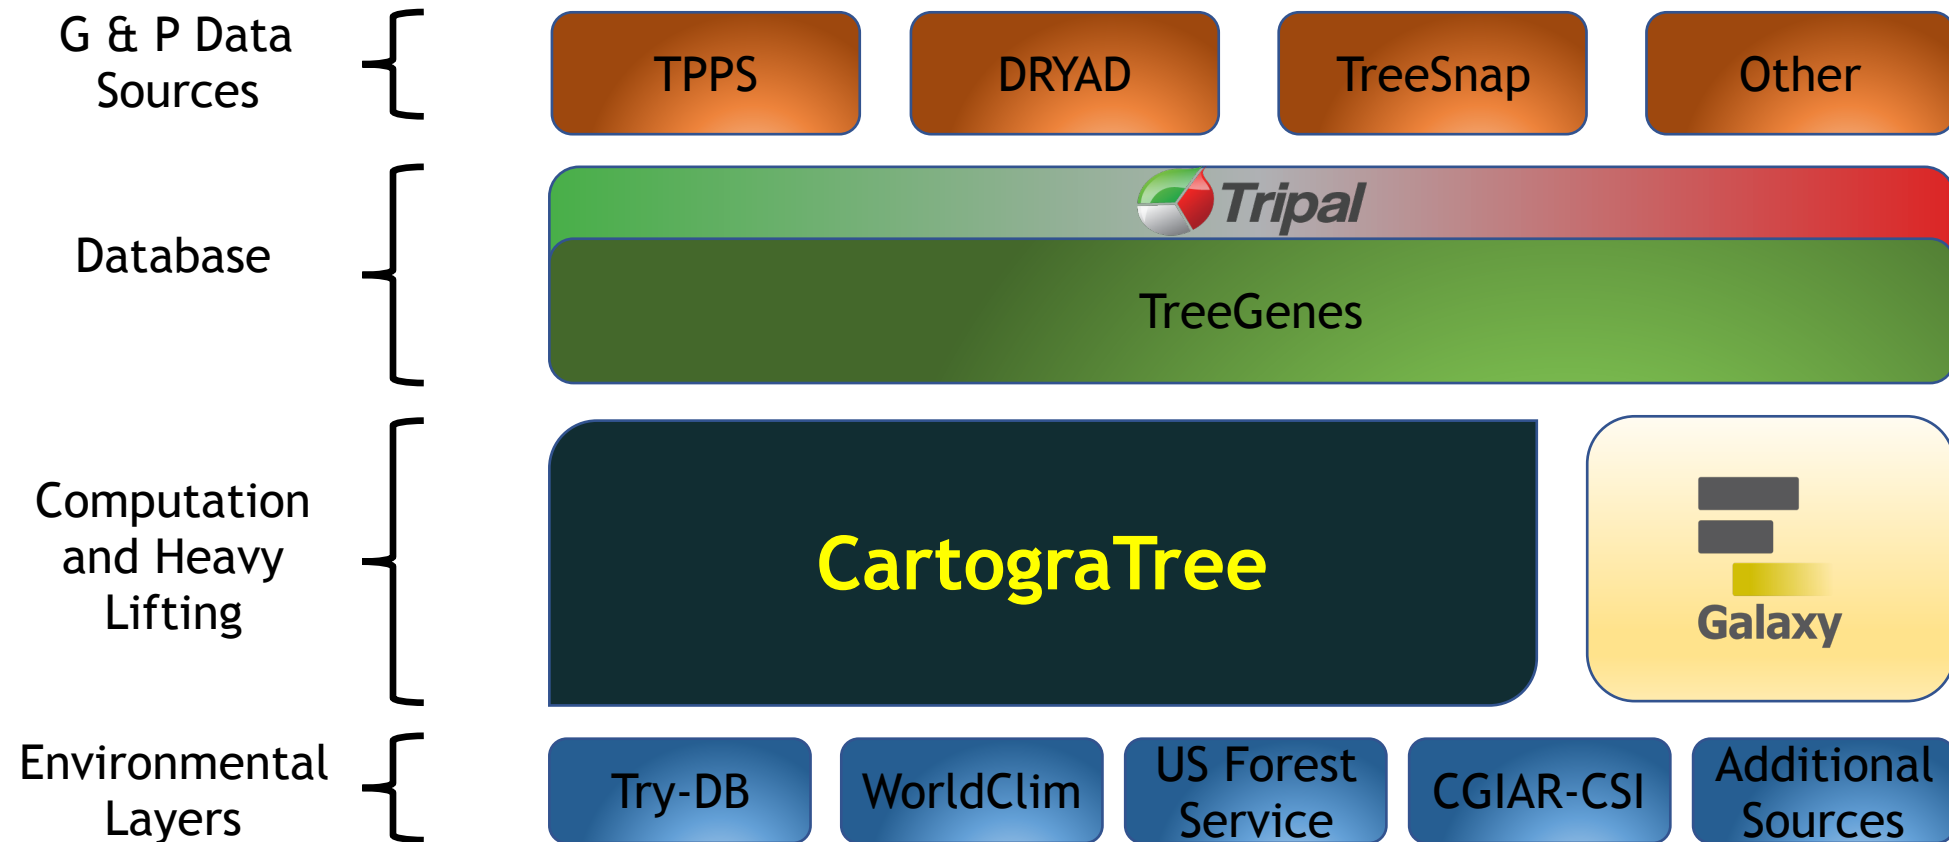 G & P Data
Sources
TPPS
DRYAD
TreeSnap
Other
Database
Tripal
TreeGenes
Computation
and Heavy
Lifting
CartograTree
Galaxy
Environmental
Layers
Try-DB
WorldClim
US Forest
Service
CGIAR-CSI
Additional
Sources